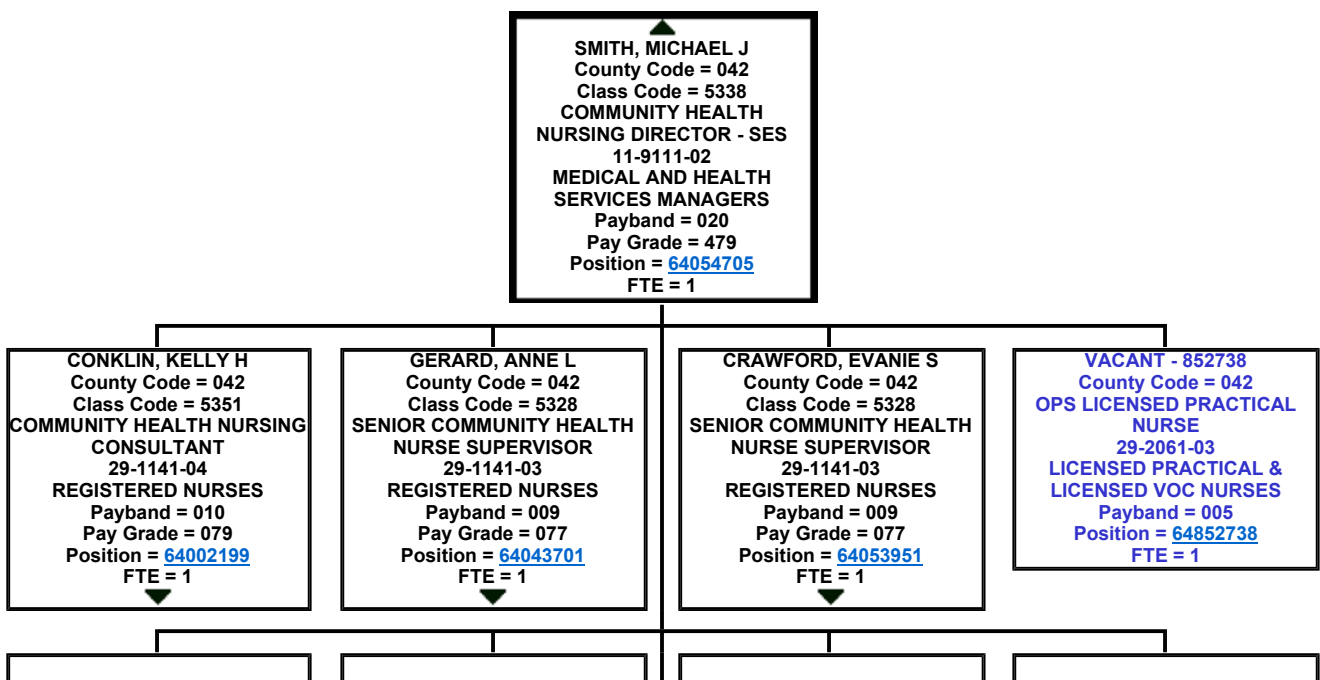 SMITH, MICHAEL J
County Code = 042
Class Code = 5338
COMMUNITY HEALTH
NURSING DIRECTOR - SES
11-9111-02
MEDICAL AND HEALTH
SERVICES MANAGERS
Payband = 020
Pay Grade = 479
Position = 64054705
FTE = 1
CONKLIN, KELLY H
County Code = 042
Class Code = 5351
COMMUNITY HEALTH NURSING
CONSULTANT
29-1141-04
REGISTERED NURSES
Payband = 010
Pay Grade = 079
Position = 64002199
FTE = 1
GERARD, ANNE L
County Code = 042
Class Code = 5328
SENIOR COMMUNITY HEALTH
NURSE SUPERVISOR
29-1141-03
REGISTERED NURSES
Payband = 009
Pay Grade = 077
Position = 64043701
FTE = 1
CRAWFORD, EVANIE S
County Code = 042
Class Code = 5328
SENIOR COMMUNITY HEALTH
NURSE SUPERVISOR
29-1141-03
REGISTERED NURSES
Payband = 009
Pay Grade = 077
Position = 64053951
FTE = 1
VACANT - 852738
County Code = 042
OPS LICENSED PRACTICAL
NURSE
29-2061-03
LICENSED PRACTICAL &
LICENSED VOC NURSES
Payband = 005
Position = 64852738
FTE = 1